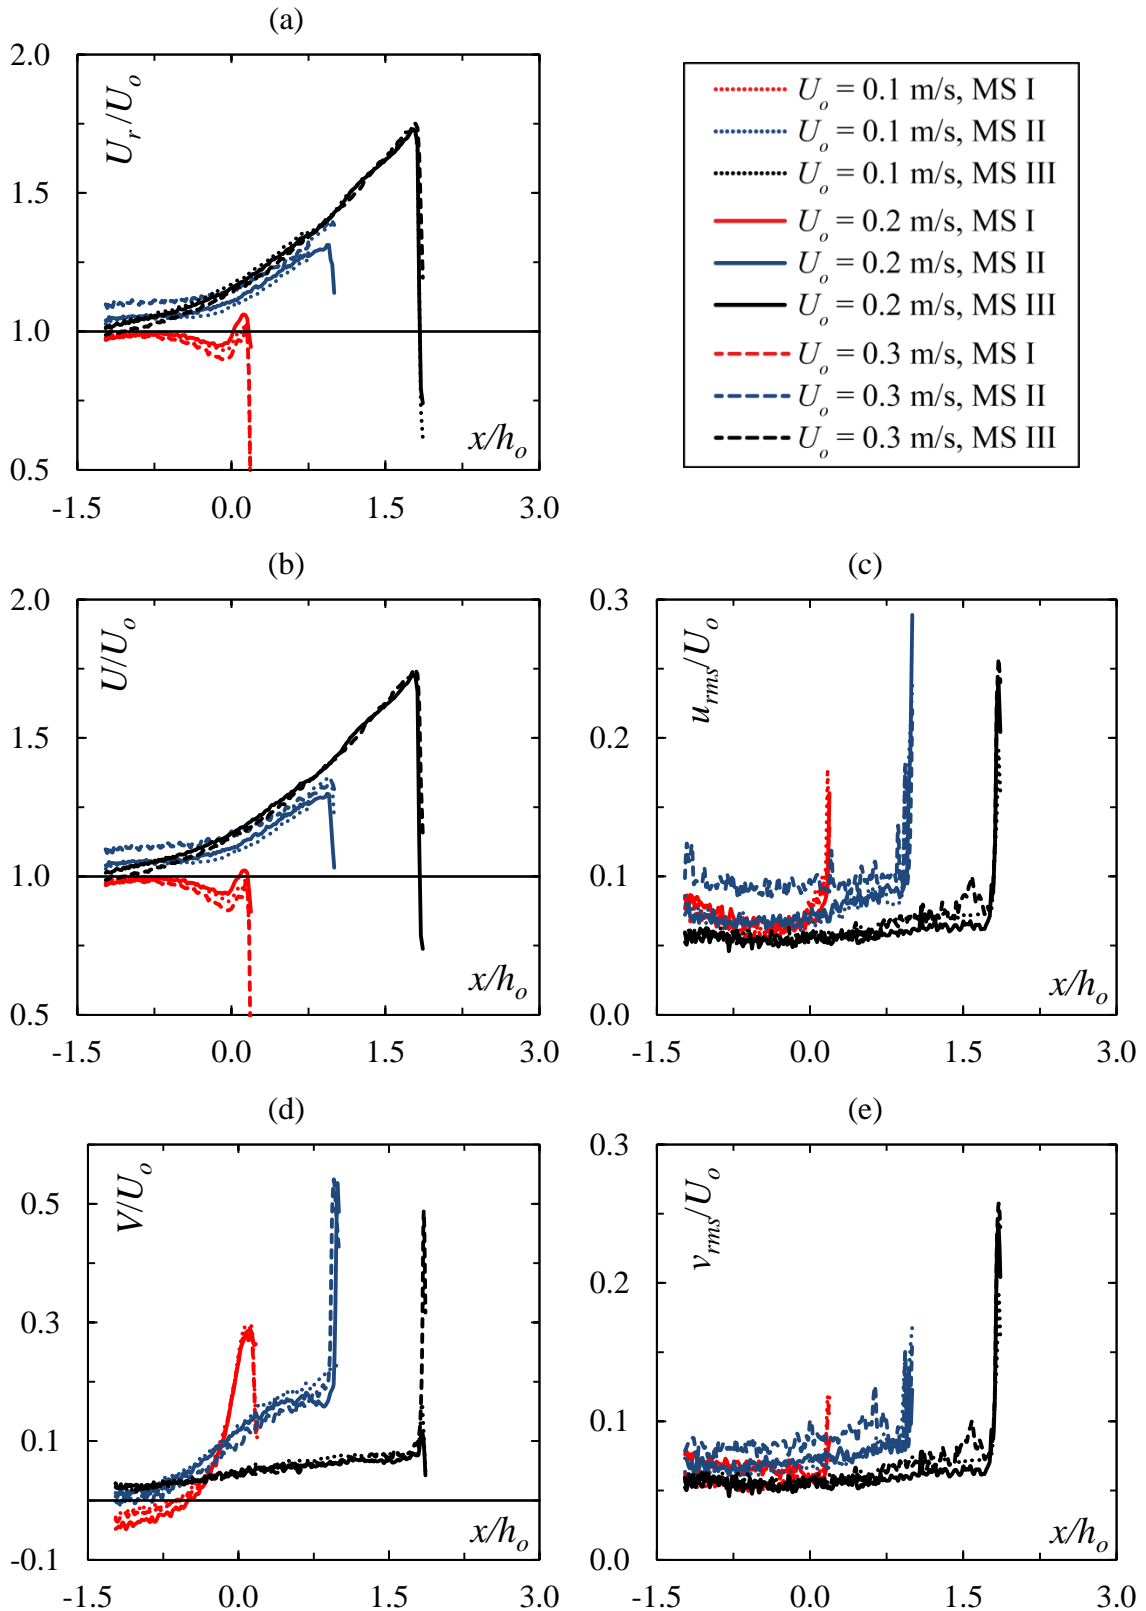 (a)
2.0
1.5
1.0
0.5
U_r/U_o
x/h_o
-1.5 0.0 1.5 3.0
U_o = 0.1 m/s, MS I
U_o = 0.1 m/s, MS II
U_o = 0.1 m/s, MS III
U_o = 0.2 m/s, MS I
U_o = 0.2 m/s, MS II
U_o = 0.2 m/s, MS III
U_o = 0.3 m/s, MS I
U_o = 0.3 m/s, MS II
U_o = 0.3 m/s, MS III
(b)
2.0
1.5
1.0
0.5
U/U_o
x/h_o
-1.5 0.0 1.5 3.0
(c)
0.3
0.2
0.1
0.0
u_rms/U_o
x/h_o
-1.5 0.0 1.5 3.0
(d)
0.5
0.3
0.1
-0.1
V/U_o
x/h_o
-1.5 0.0 1.5 3.0
(e)
0.3
0.2
0.1
0.0
v_rms/U_o
x/h_o
-1.5 0.0 1.5 3.0